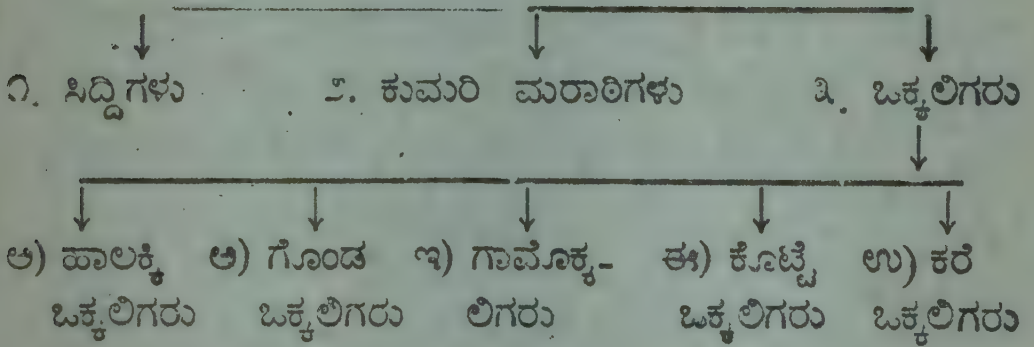 ೧. ಸಿದ್ದಿಗಳು ೨. ಕುಮರಿ ಮರಾಠಿಗಳು ೩. ಒಕ್ಕಲಿಗರು
ಅ) ಹಾಲಕ್ಕಿ ಆ) ಗೊಂಡ ಇ) ಗಾಮೊಕ್ಕ- ಈ) ಕೊಟ್ಟೆ ಉ) ಕರೆ
ಒಕ್ಕಲಿಗರು ಒಕ್ಕಲಿಗರು ಲಿಗರು ಒಕ್ಕಲಿಗರು ಒಕ್ಕಲಿಗರು